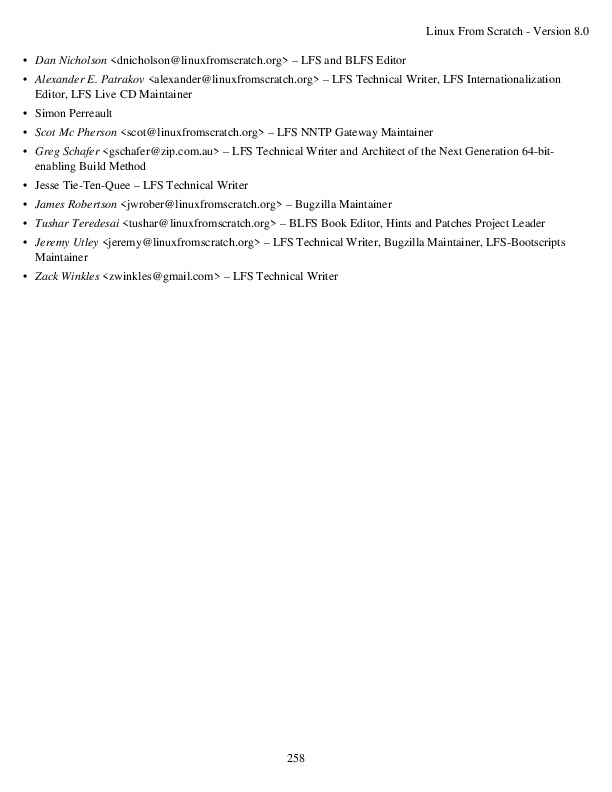 Linux From Scratch - Version 8.0
• Dan Nicholson <dnicholson@linuxfromscratch.org> – LFS and BLFS Editor
• Alexander E. Patrakov <alexander@linuxfromscratch.org> – LFS Technical Writer, LFS Internationalization
Editor, LFS Live CD Maintainer
• Simon Perreault
• Scot Mc Pherson <scot@linuxfromscratch.org> – LFS NNTP Gateway Maintainer
• Greg Schafer <gschafer@zip.com.au> – LFS Technical Writer and Architect of the Next Generation 64-bit-
enabling Build Method
• Jesse Tie-Ten-Quee – LFS Technical Writer
• James Robertson <jwrober@linuxfromscratch.org> – Bugzilla Maintainer
• Tushar Teredesai <tushar@linuxfromscratch.org> – BLFS Book Editor, Hints and Patches Project Leader
• Jeremy Utley <jeremy@linuxfromscratch.org> – LFS Technical Writer, Bugzilla Maintainer, LFS-Bootscripts
Maintainer
• Zack Winkles <zwinkles@gmail.com> – LFS Technical Writer
258